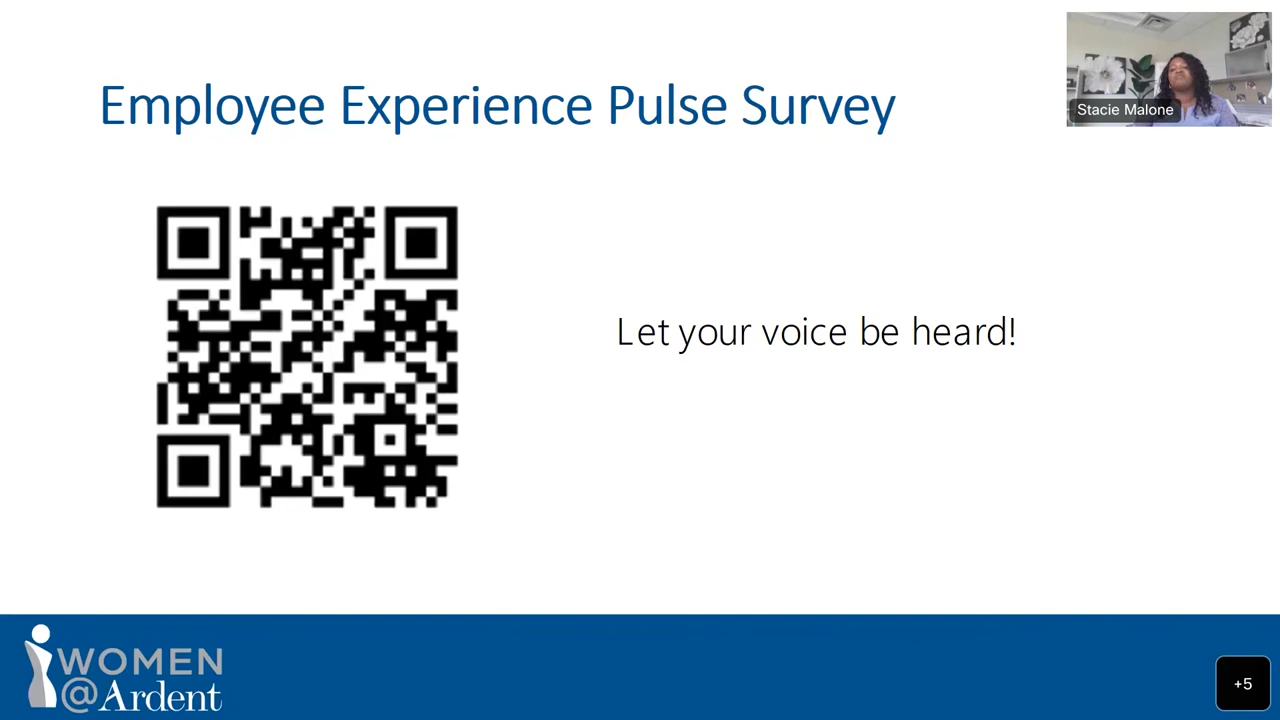 Employee Experience Pulse Survey
Stacie Malone
Let your voice be heard!
WOMEN
@Ardent
+5